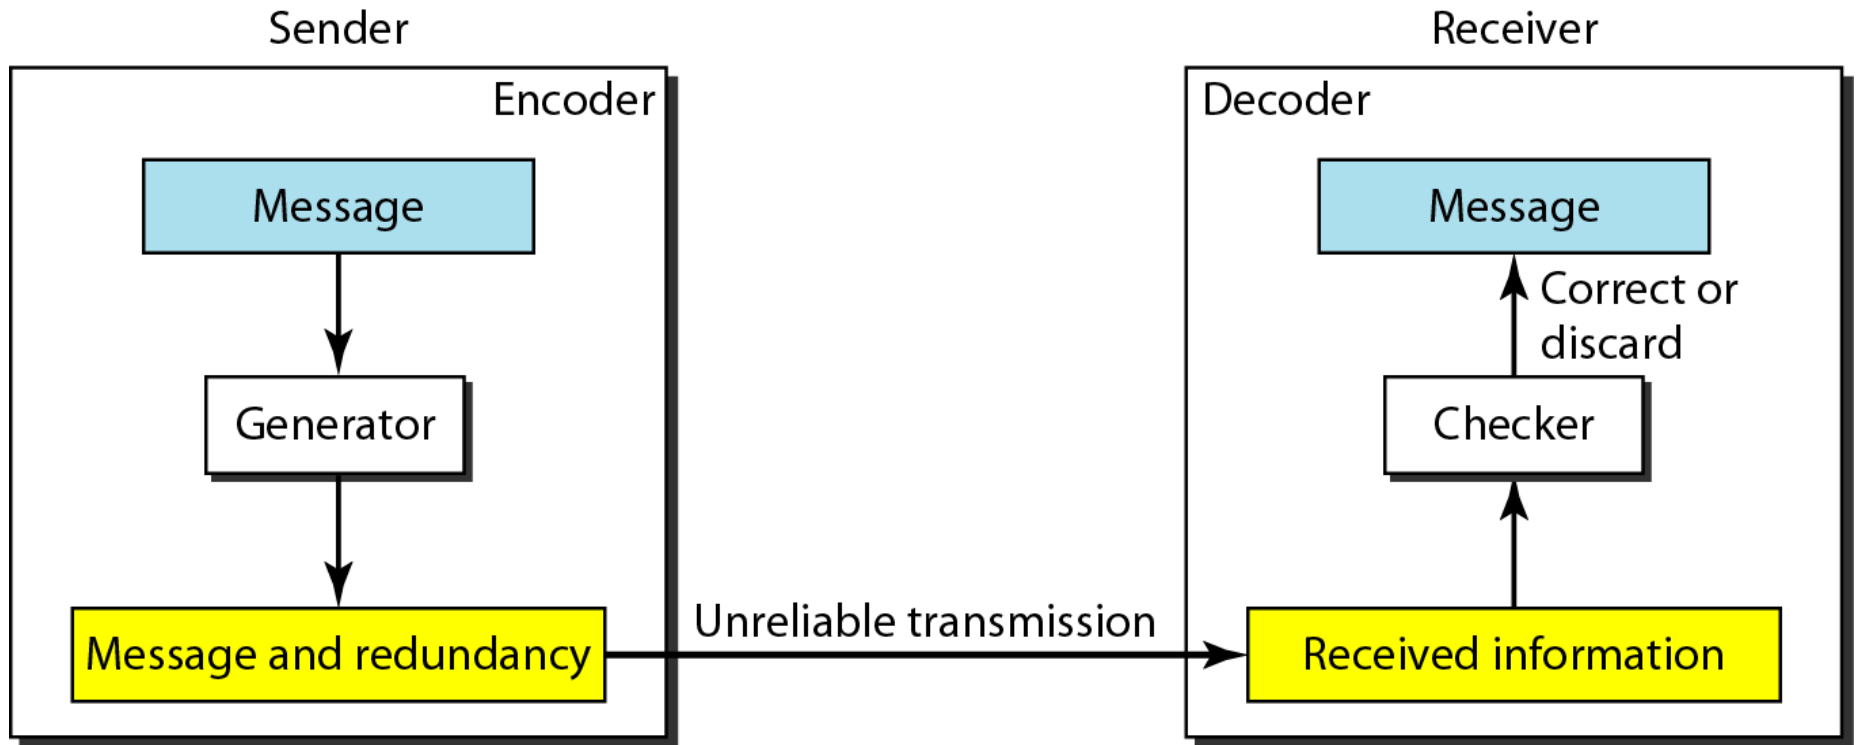 Sender
Encoder
Message
Generator
Message and redundancy
Unreliable transmission
Receiver
Decoder
Message
Correct or
discard
Checker
Received information